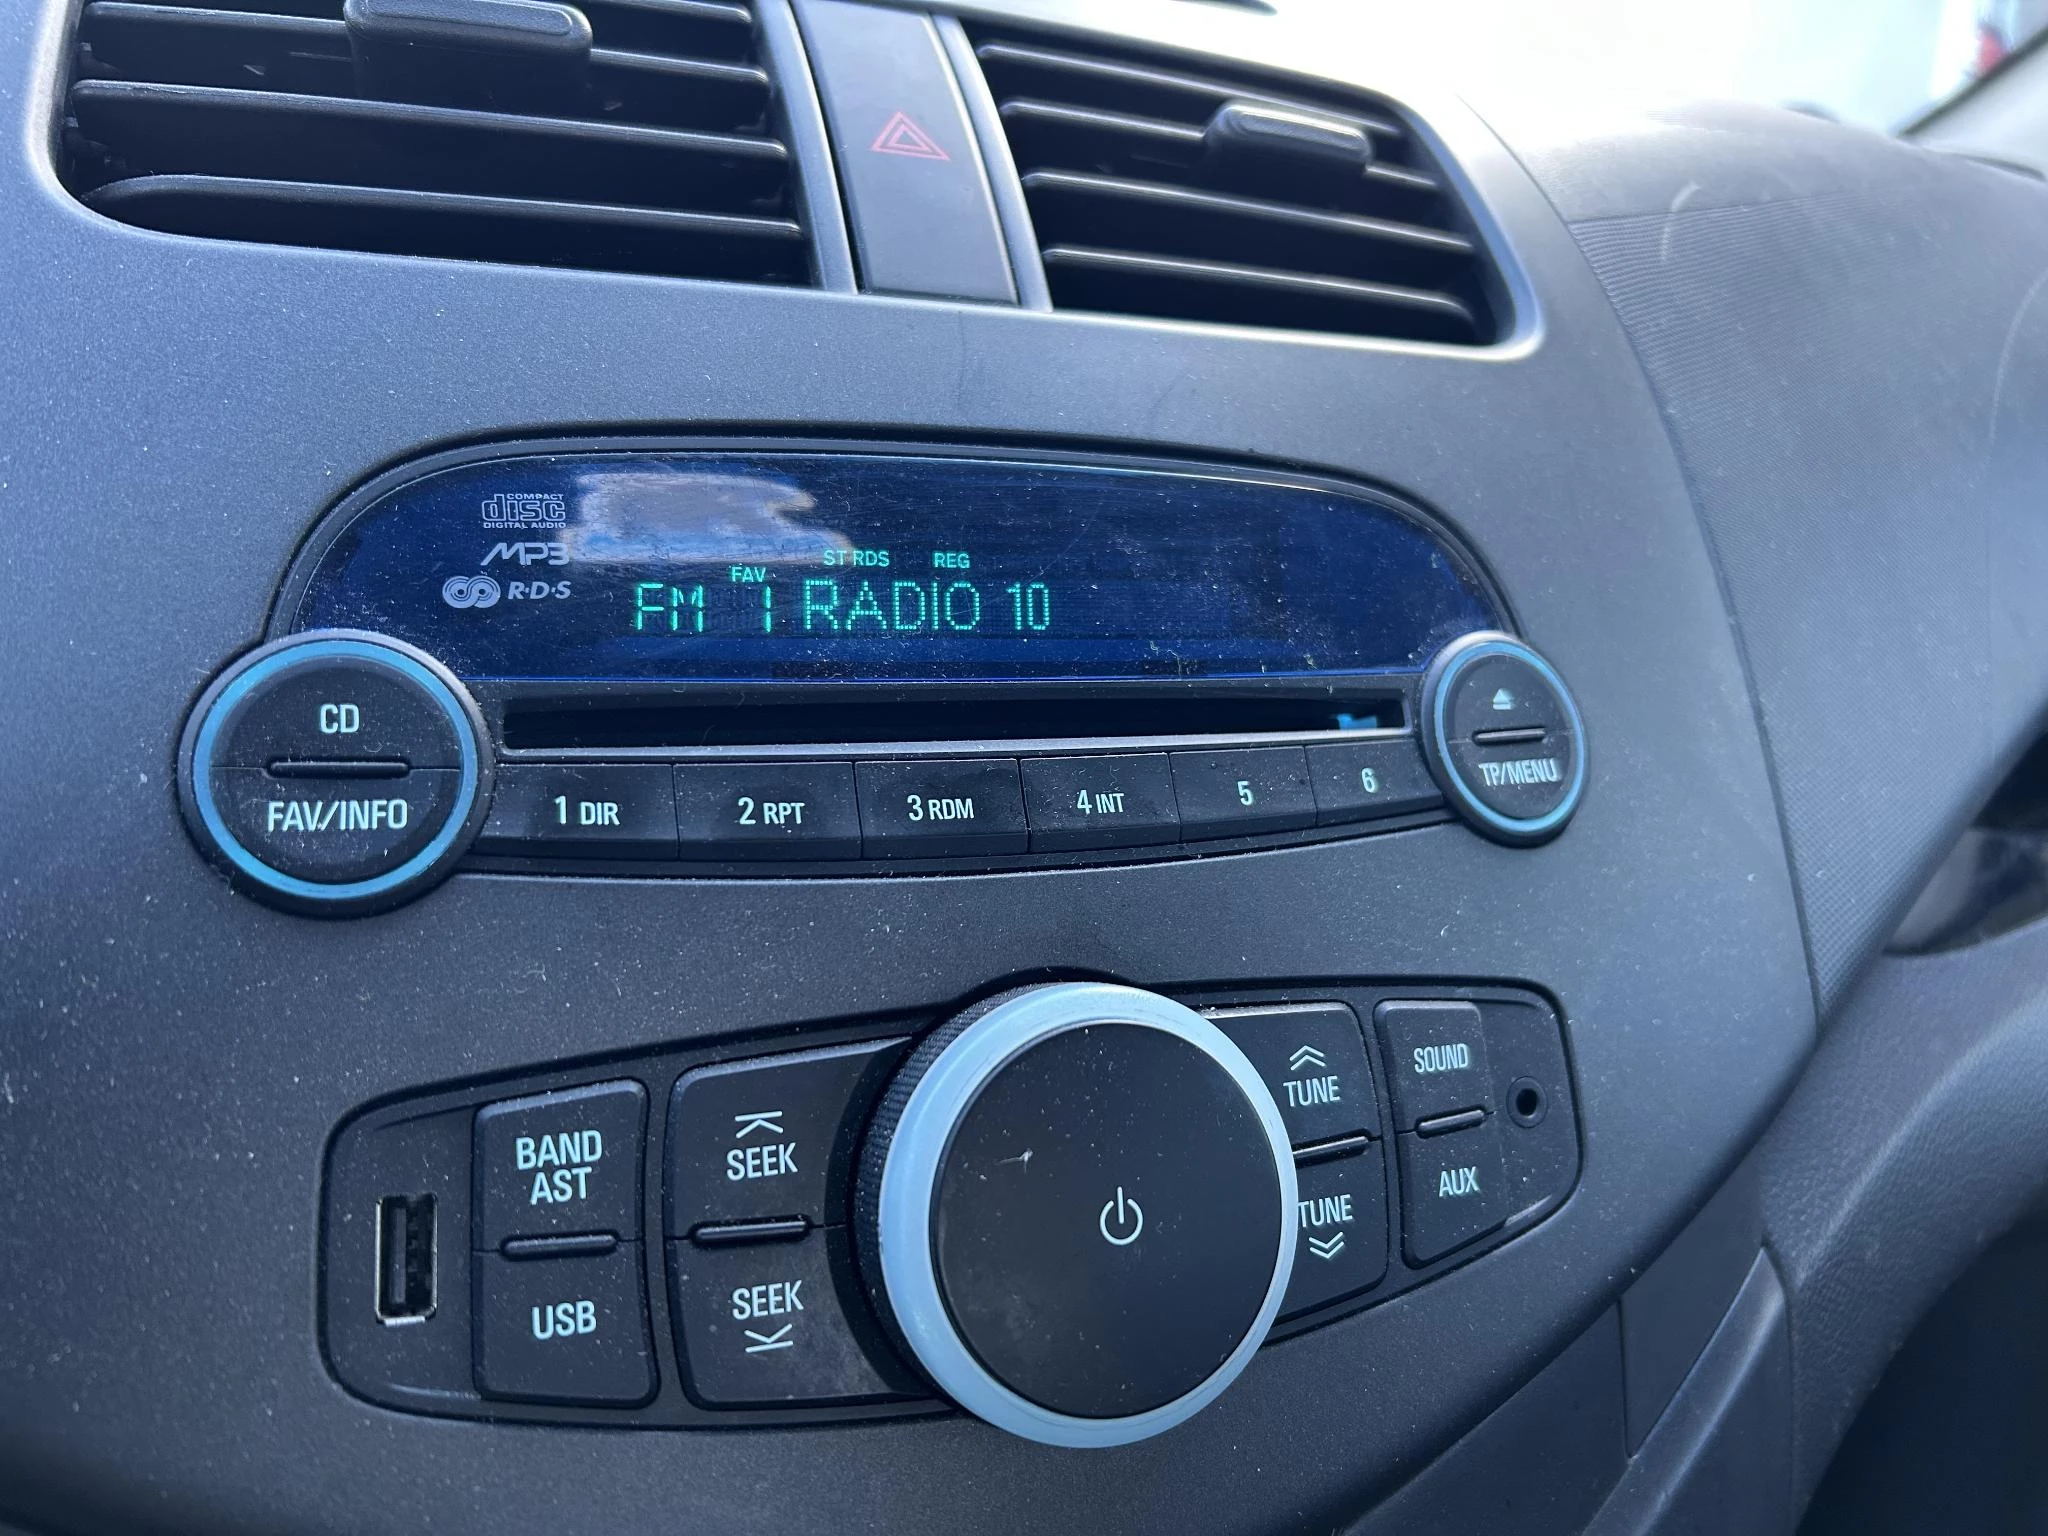 COMPACT
disc
DIGITAL AUDIO
MP3
R·D·S
FAV ST RDS REG
FM 1 RADIO 10
CD
FAV/INFO
1 DIR
2 RPT
3 RDM
4 INT
5
6
TP/MENU
BAND
AST
USB
SEEK
SEEK
TUNE
TUNE
SOUND
AUX